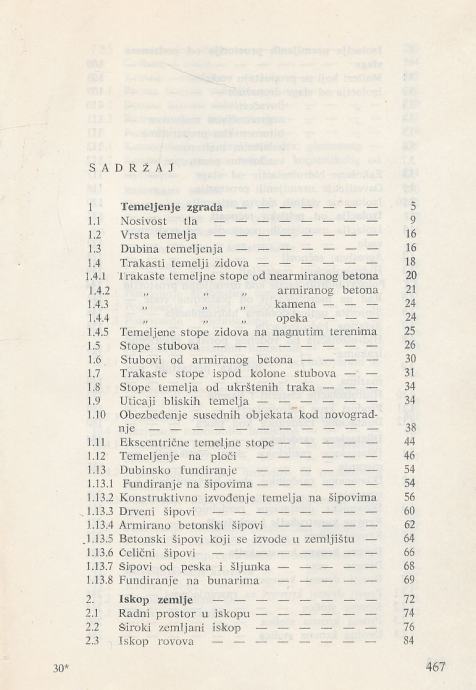 SADRŽAJ
1 Temeljenje zgrada — — — — — — 5
1.1 Nosivost tla — — — — — — — 9
1.2 Vrsta temelja — — — — — — — 16
1.3 Dubina temeljenja — — — — — — 16
1.4 Trakasti temelji zidova — — — — — 18
1.4.1 Trakaste temeljne stope od nearmiranog betona 20
1.4.2 „ „ „ armiranog betona 21
1.4.3 „ „ „ kamena — — — 24
1.4.4 „ „ „ opeka — — — 24
1.4.5 Temeljene stope zidova na nagnutim terenima 25
1.5 Stope stubova — — — — — — — 26
1.6 Stubovi od armiranog betona — — — — 30
1.7 Trakaste stope ispod kolone stubova — — 31
1.8 Stope temelja od ukrštenih traka — — — 34
1.9 Uticaji bliskih temelja — — — — — 34
1.10 Obezbeđenje susednih objekata kod novograd-
nje — — — — — — — — — 38
1.11 Ekscentrične temeljne stope — — — — 44
1.12 Temeljenje na ploči — — — — — — 46
1.13 Dubinsko fundiranje — — — — — 54
1.13.1 Fundiranje na šipovima — — — — — 54
1.13.2 Konstruktivno izvođenje temelja na šipovima 56
1.13.3 Drveni šipovi — — — — — — — 60
1.13.4 Armirano betonski šipovi — — — — 62
1.13.5 Betonski šipovi koji se izvode u zemljištu — — 64
1.13.6 Čelični šipovi — — — — — — — 66
1.13.7 Šipovi od peska i šljunka — — — — — 68
1.13.8 Fundiranje na bunarima — — — — — 69
2. Iskop zemlje — — — — — — — 72
2.1 Radni prostor u iskopu — — — — — 74
2.2 Široki zemljani iskop — — — — — 76
2.3 Iskop rovova — — — — — — — 84
30* 467